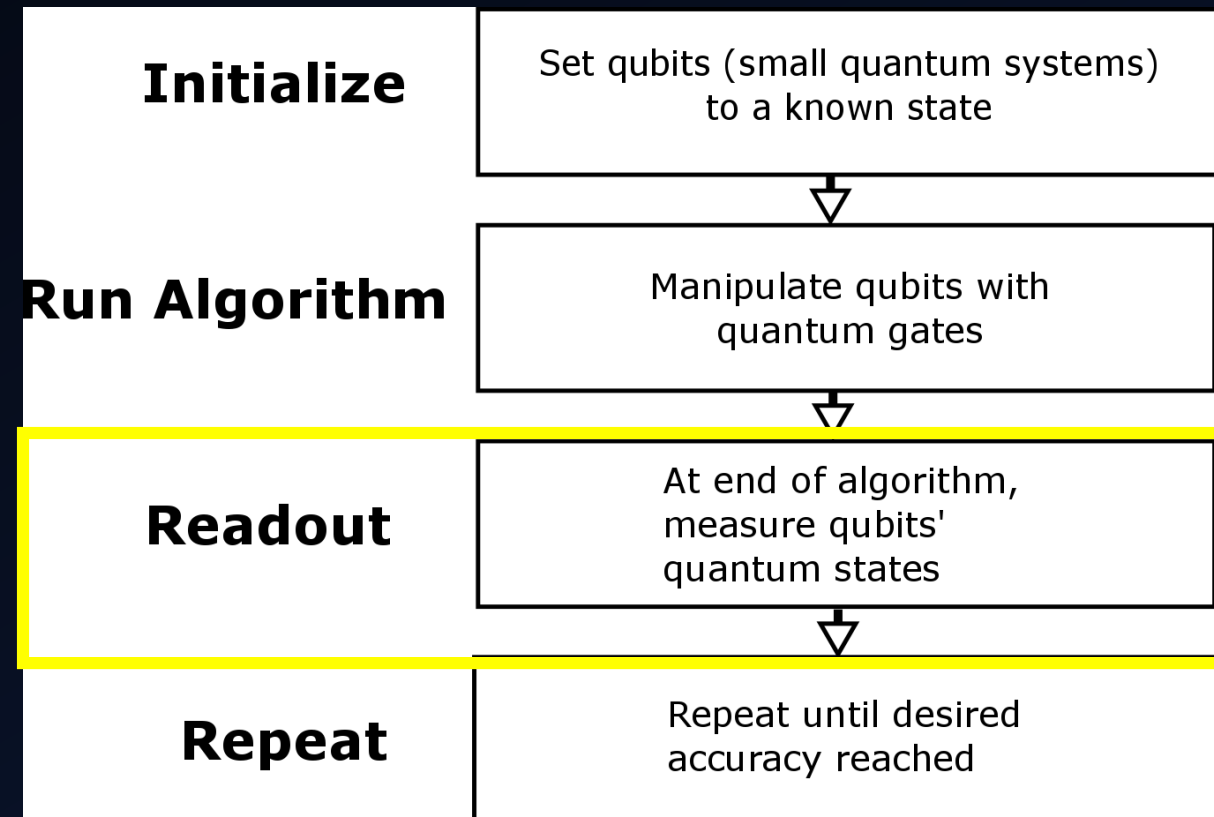 Initialize
Set qubits (small quantum systems)
to a known state
Run Algorithm
Manipulate qubits with
quantum gates
Readout
At end of algorithm,
measure qubits'
quantum states
Repeat
Repeat until desired
accuracy reached